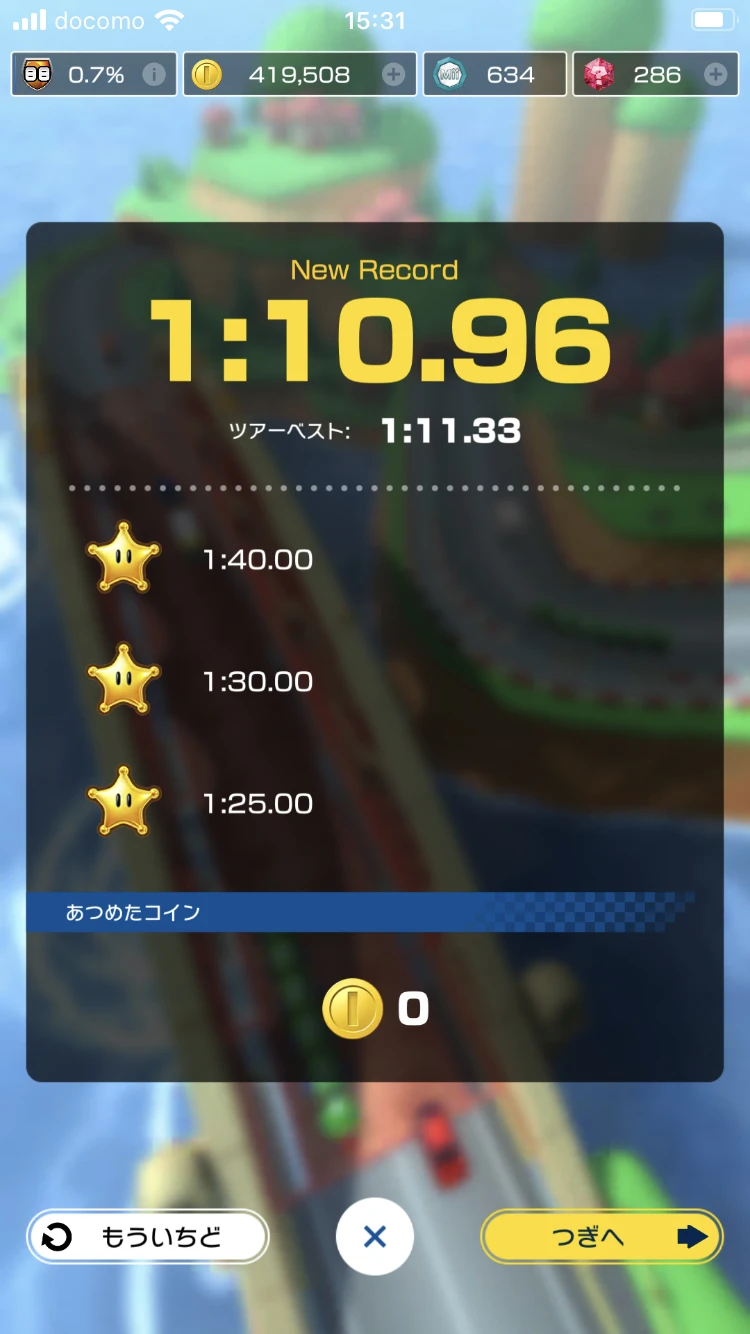 docomo 15:31
0.7% i 419,508 + Mii 634 ? 286 +
New Record
1:10.96
ツアーベスト: 1:11.33
1:40.00
1:30.00
1:25.00
あつめたコイン
0
もういちど × つぎへ